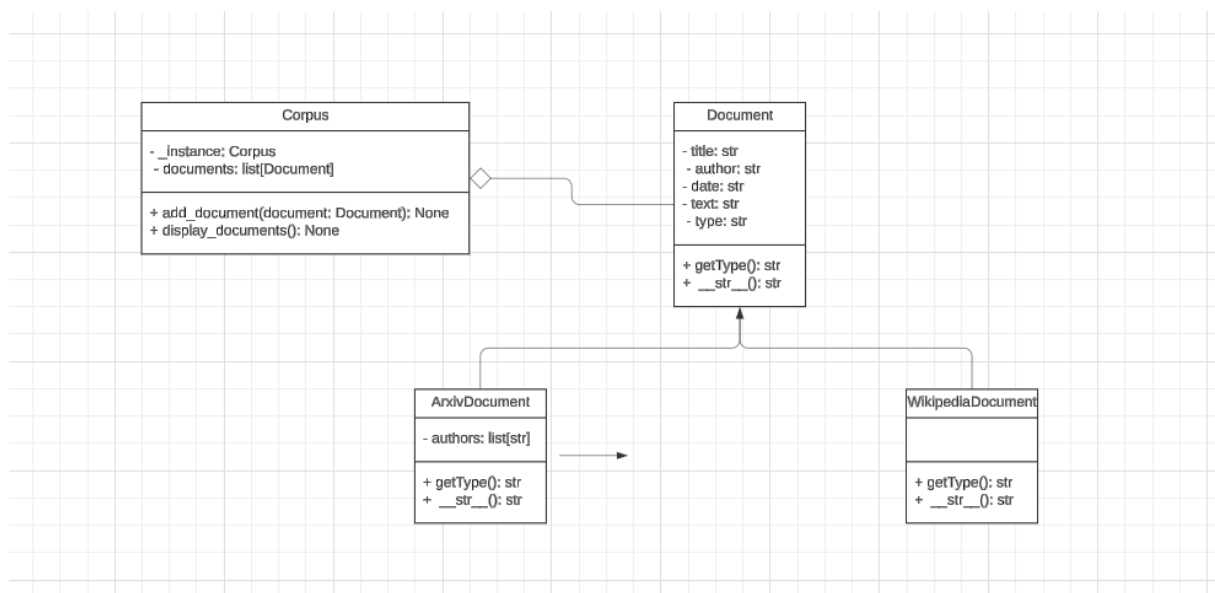 Corpus
- _instance: Corpus
- documents: list[Document]
+ add_document(document: Document): None
+ display_documents(): None
Document
- title: str
- author: str
- date: str
- text: str
- type: str
+ getType(): str
+ __str__(): str
ArxivDocument
- authors: list[str]
+ getType(): str
+ __str__(): str
WikipediaDocument
+ getType(): str
+ __str__(): str